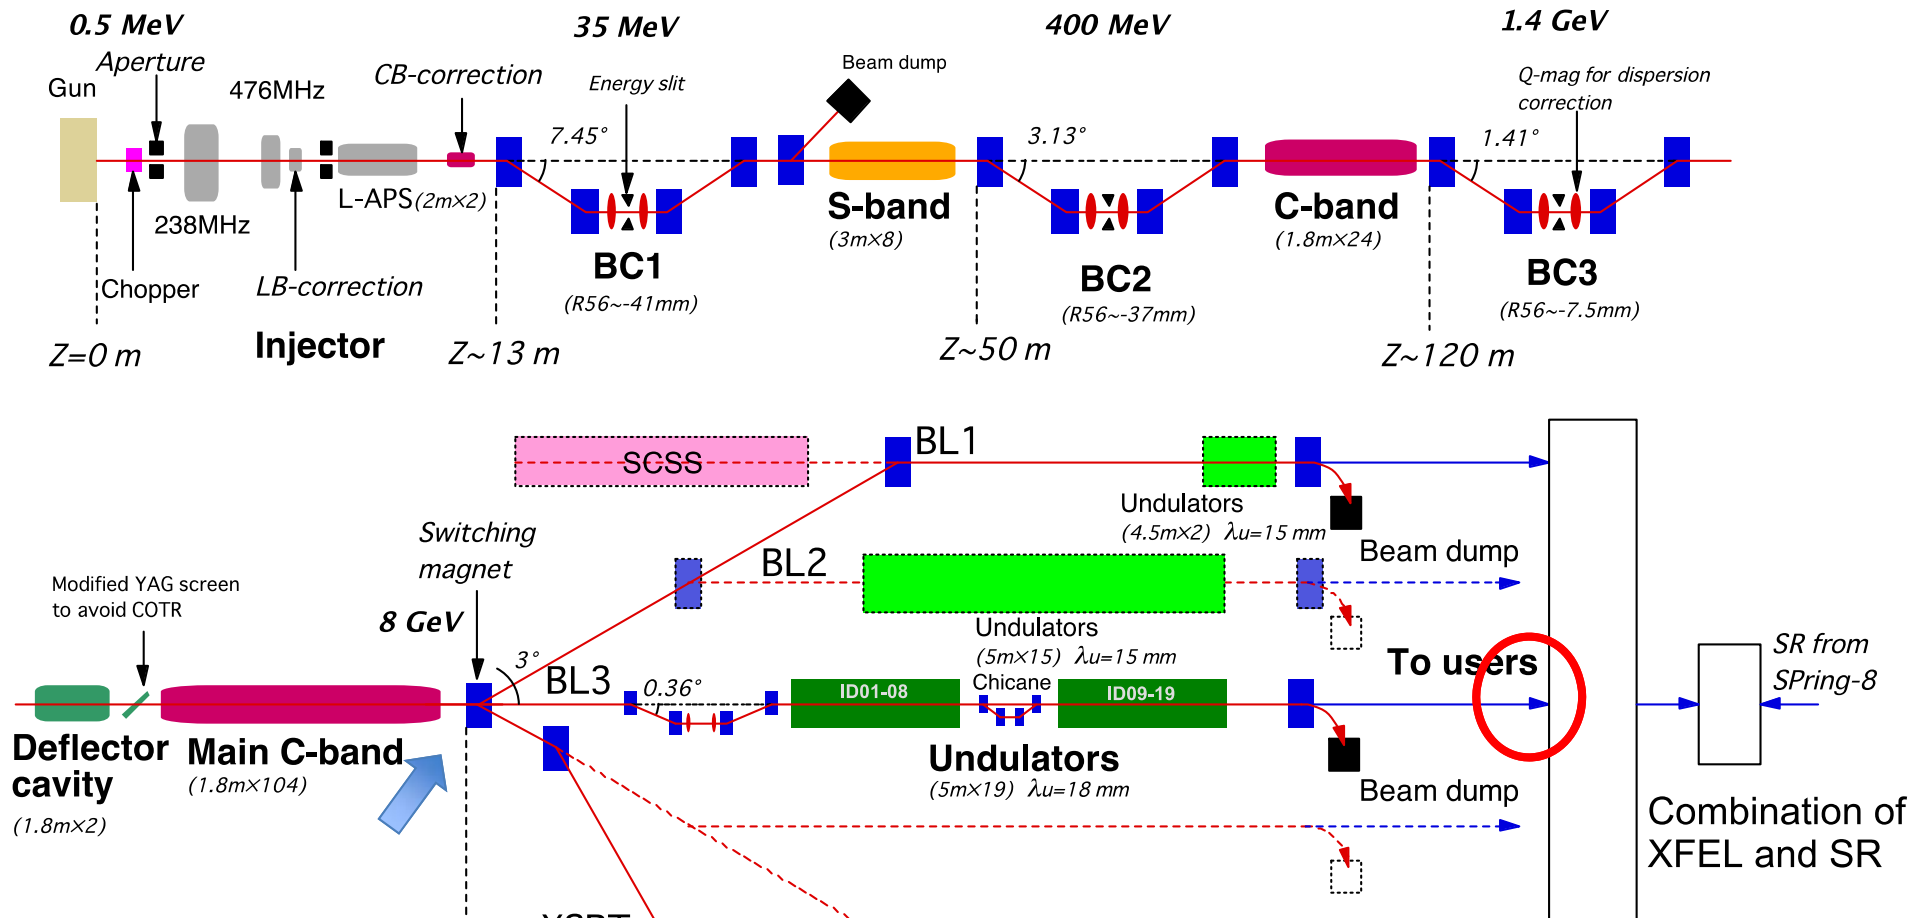 0.5 MeV
35 MeV
400 MeV
1.4 GeV
Aperture
Gun
476MHz
CB-correction
Energy slit
Beam dump
Q-mag for dispersion
correction
7.45°
3.13°
1.41°
L-APS(2m×2)
238MHz
S-band
(3m×8)
C-band
(1.8m×24)
Chopper
LB-correction
BC1
(R56~-41mm)
BC2
(R56~-37mm)
BC3
(R56~-7.5mm)
Injector
Z=0 m
Z~13 m
Z~50 m
Z~120 m
SCSS
BL1
Undulators
(4.5m×2) λu=15 mm
Switching
magnet
BL2
Beam dump
Modified YAG screen
to avoid COTR
8 GeV
Undulators
(5m×15) λu=15 mm
3°
BL3
0.36°
Chicane
To users
SR from
SPring-8
ID01-08
ID09-19
Deflector
cavity
(1.8m×2)
Main C-band
(1.8m×104)
Undulators
(5m×19) λu=18 mm
Beam dump
Combination of
XFEL and SR